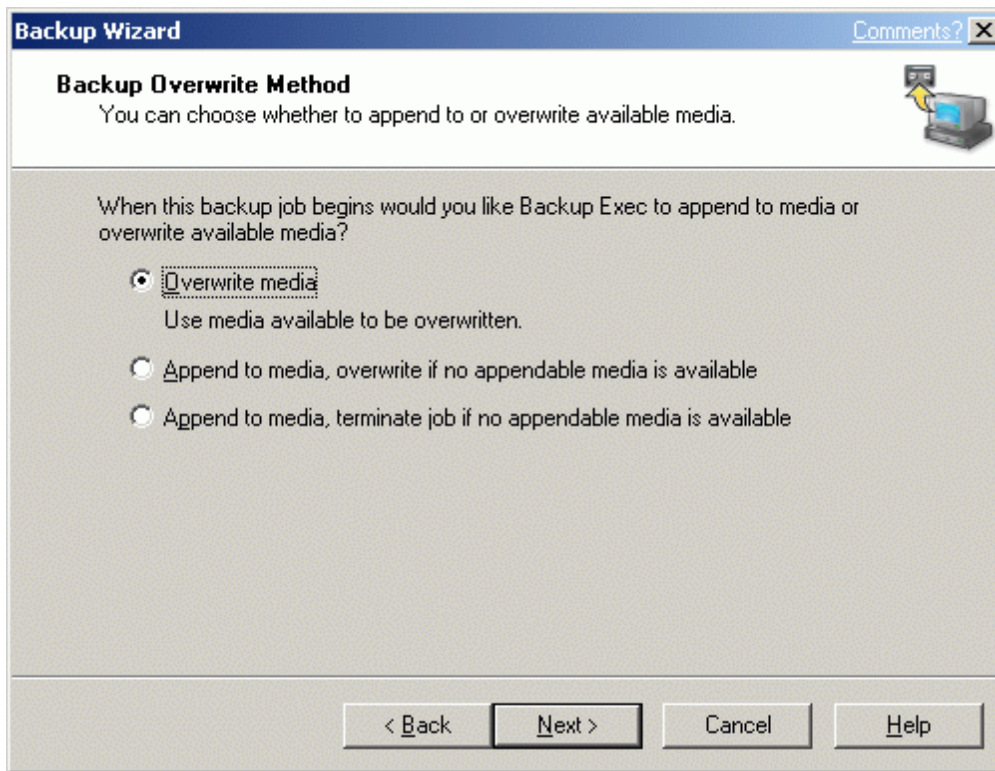 Backup Wizard
Comments?
Backup Overwrite Method
You can choose whether to append to or overwrite available media.
When this backup job begins would you like Backup Exec to append to media or
overwrite available media?
Overwrite media
Use media available to be overwritten.
Append to media, overwrite if no appendable media is available
Append to media, terminate job if no appendable media is available
< Back
Next >
Cancel
Help